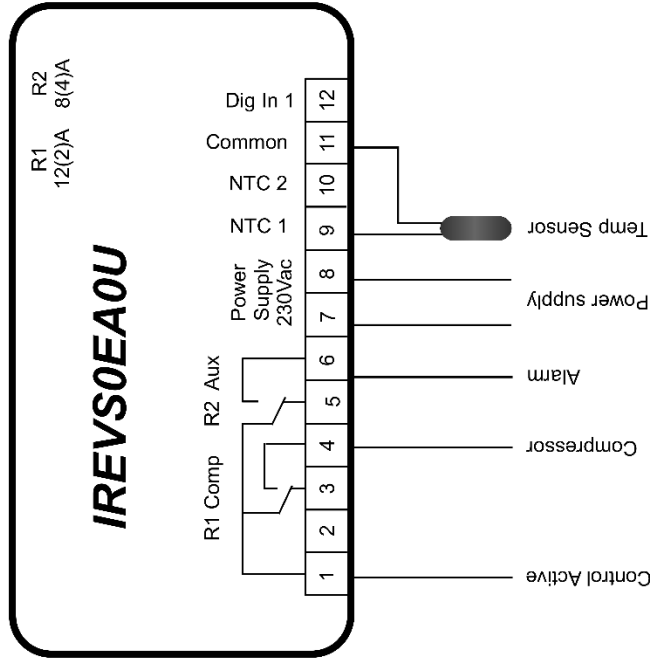 R2
8(4)A
R1
12(2)A
IREVS0EA0U
Dig In 1
Common
NTC 2
NTC 1
Power
Supply
230Vac
R2 Aux
R1 Comp
12
11
10
9
8
7
6
5
4
3
2
1
Temp Sensor
Power supply
Alarm
Compressor
Control Active